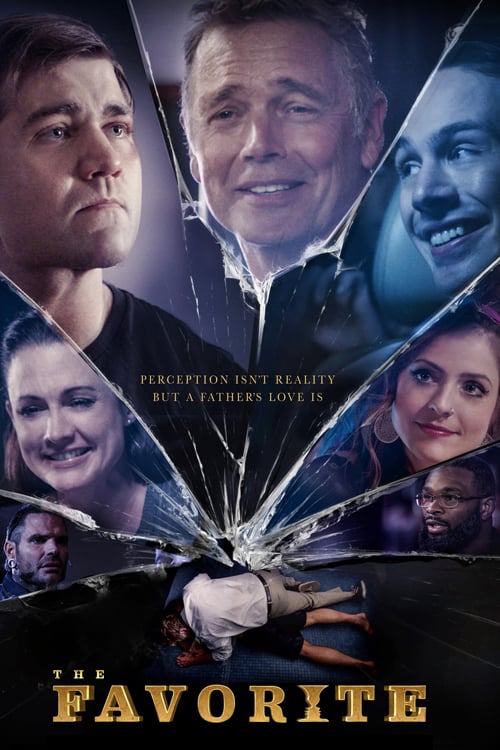 PERCEPTION ISN'T REALITY
BUT A FATHER'S LOVE IS
THE
FAVORITE